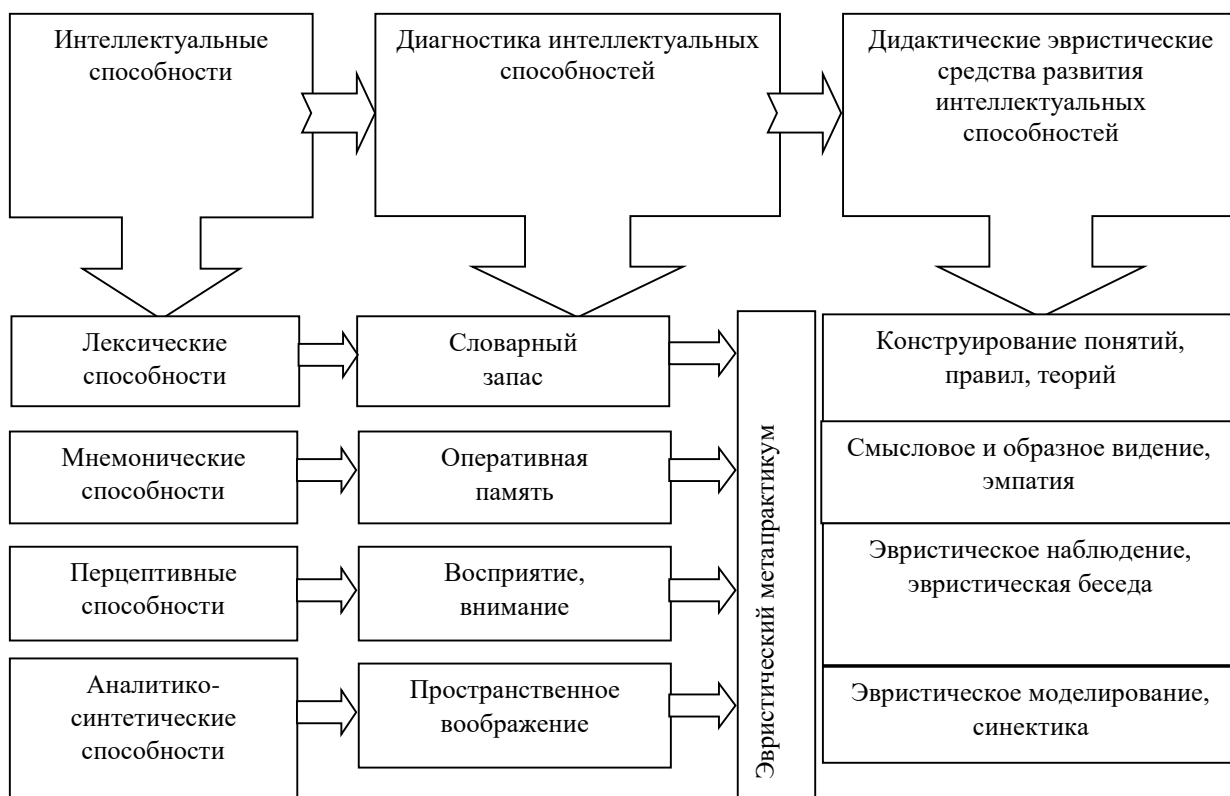 Интеллектуальные
способности
Диагностика интеллектуальных
способностей
Дидактические эвристические
средства развития
интеллектуальных
способностей
Лексические
способности
Словарный
запас
Конструирование понятий,
правил, теорий
Мнемонические
способности
Оперативная
память
Смысловое и образное видение,
эмпатия
Перцептивные
способности
Восприятие,
внимание
Эвристическое наблюдение,
эвристическая беседа
Аналитико-
синтетические
способности
Пространственное
воображение
Эвристическое моделирование,
синектика
Эвристический метапрактикум